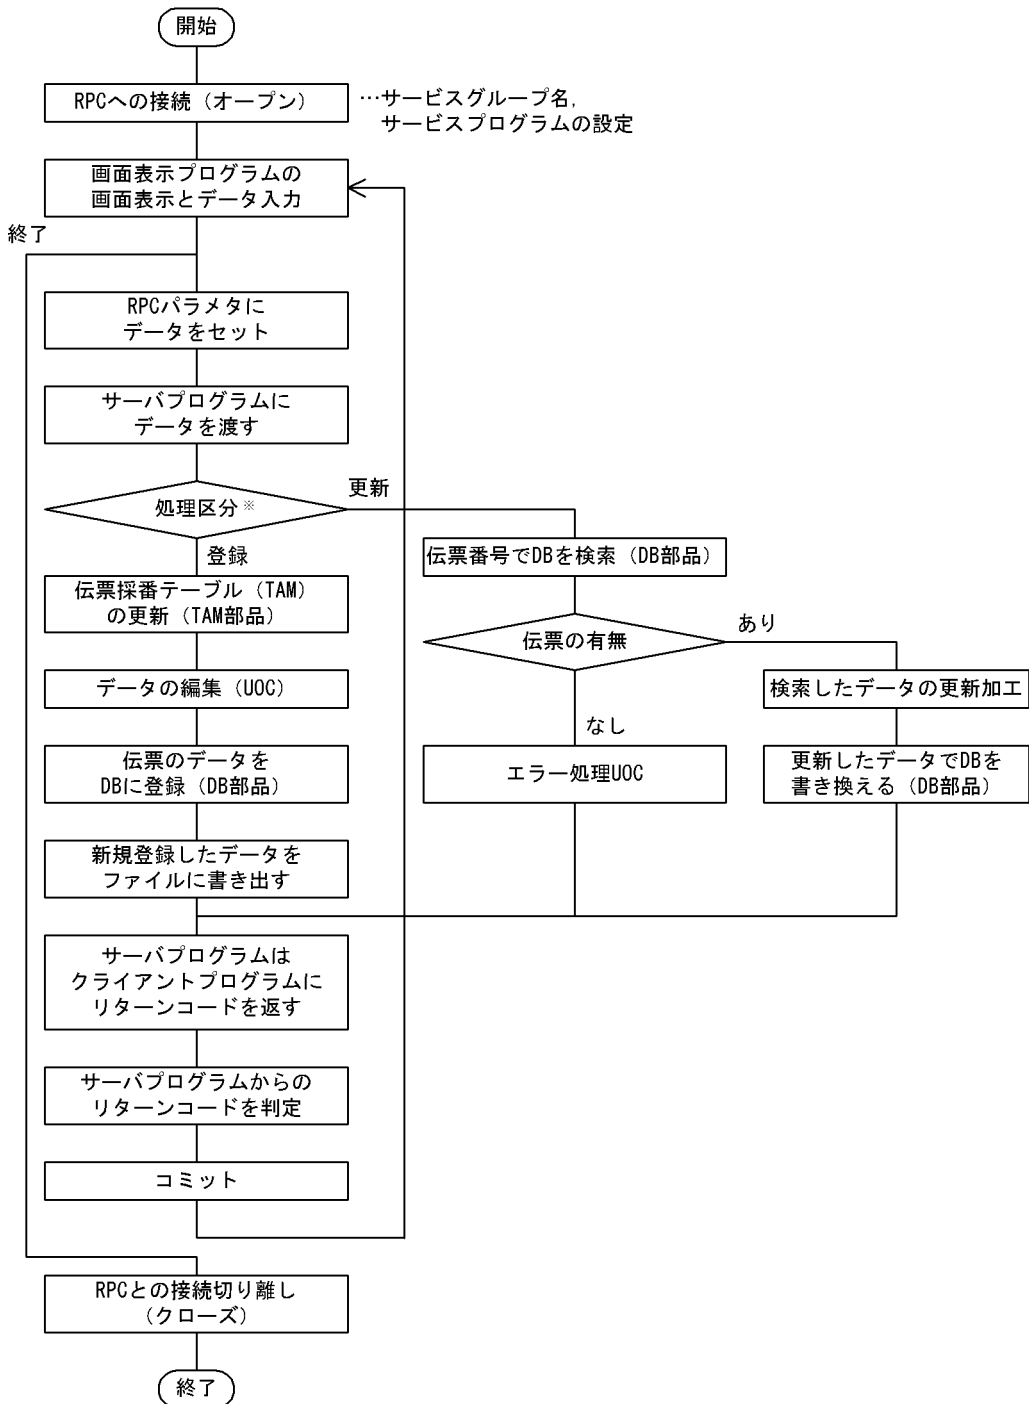 開始
RPCへの接続（オープン）
…サービスグループ名,
サービスプログラムの設定
画面表示プログラムの
画面表示とデータ入力
終了
RPCパラメタに
データをセット
サーバプログラムに
データを渡す
処理区分※
更新
登録
伝票番号でDBを検索（DB部品）
伝票採番テーブル（TAM）
の更新（TAM部品）
伝票の有無
あり
データの編集（UOC）
検索したデータの更新加工
なし
伝票のデータを
DBに登録（DB部品）
エラー処理UOC
更新したデータでDBを
書き換える（DB部品）
新規登録したデータを
ファイルに書き出す
サーバプログラムは
クライアントプログラムに
リターンコードを返す
サーバプログラムからの
リターンコードを判定
コミット
RPCとの接続切り離し
（クローズ）
終了